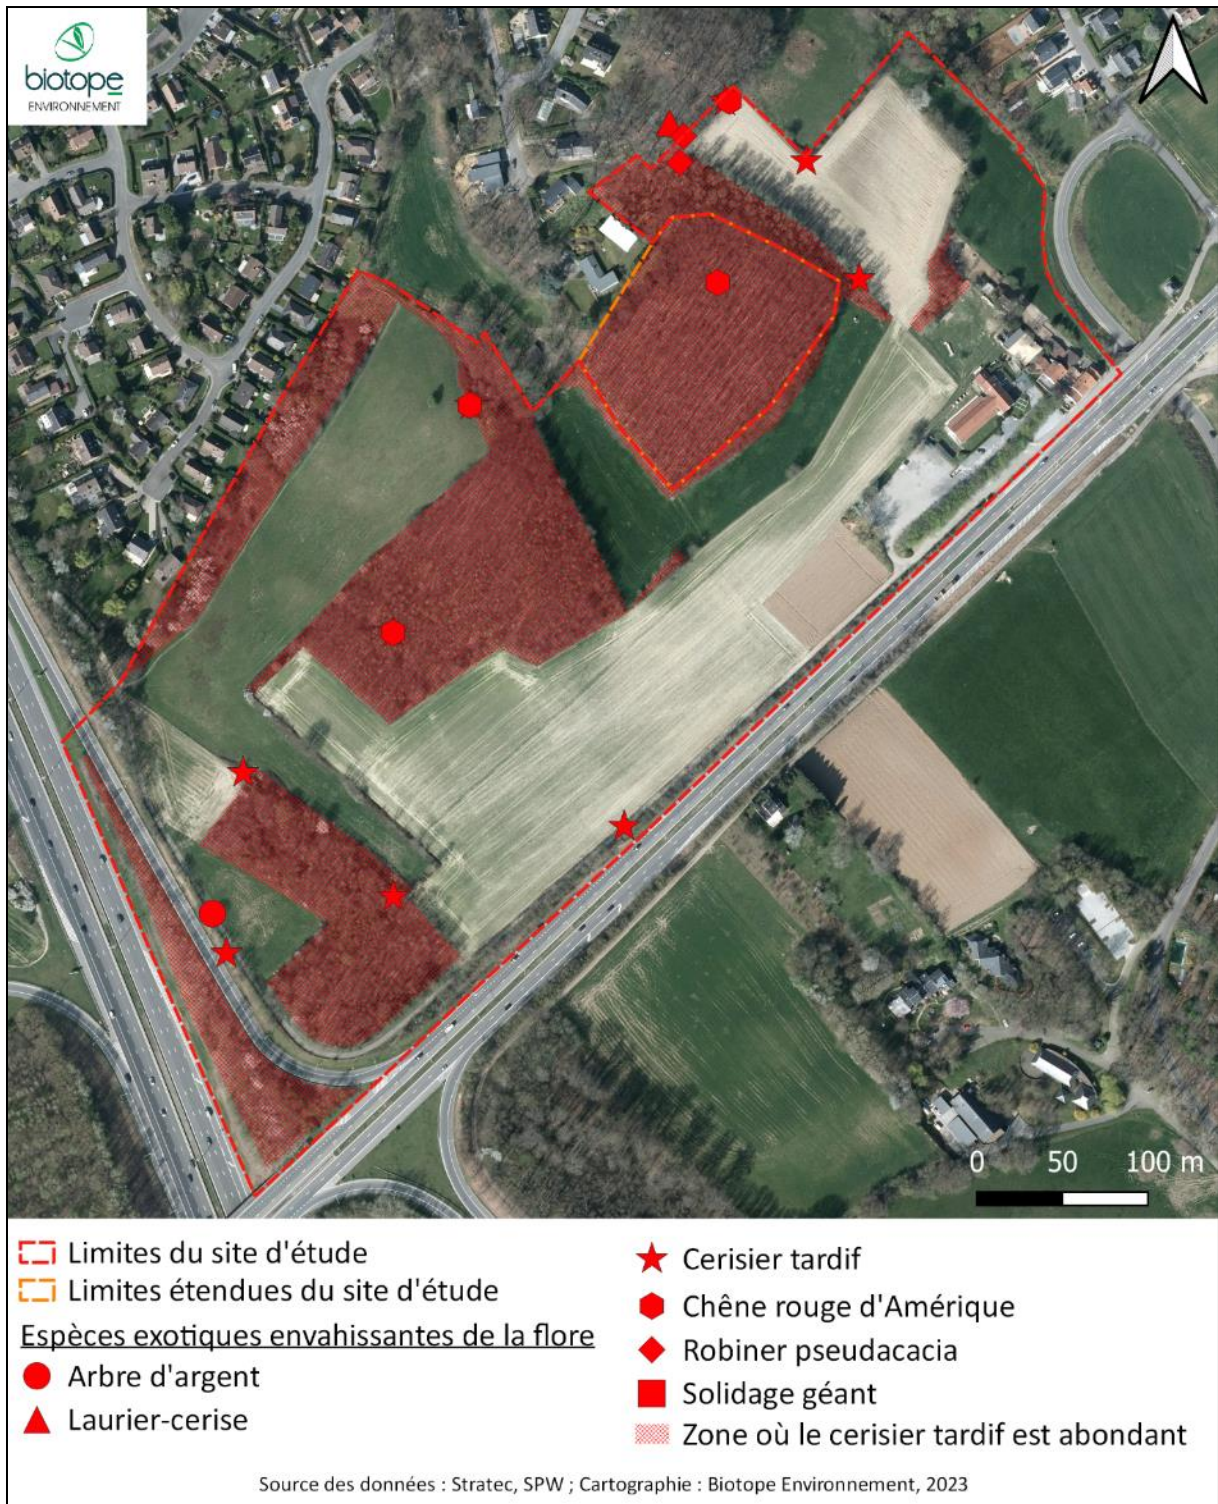 biotope
ENVIRONNEMENT
0 50 100 m
Limites du site d'étude
Limites étendues du site d'étude
Espèces exotiques envahissantes de la flore
Arbre d'argent
Laurier-cerise
Cerisier tardif
Chêne rouge d'Amérique
Robiner pseudacacia
Solidage géant
Zone où le cerisier tardif est abondant
Source des données : Stratec, SPW ; Cartographie : Biotope Environnement, 2023